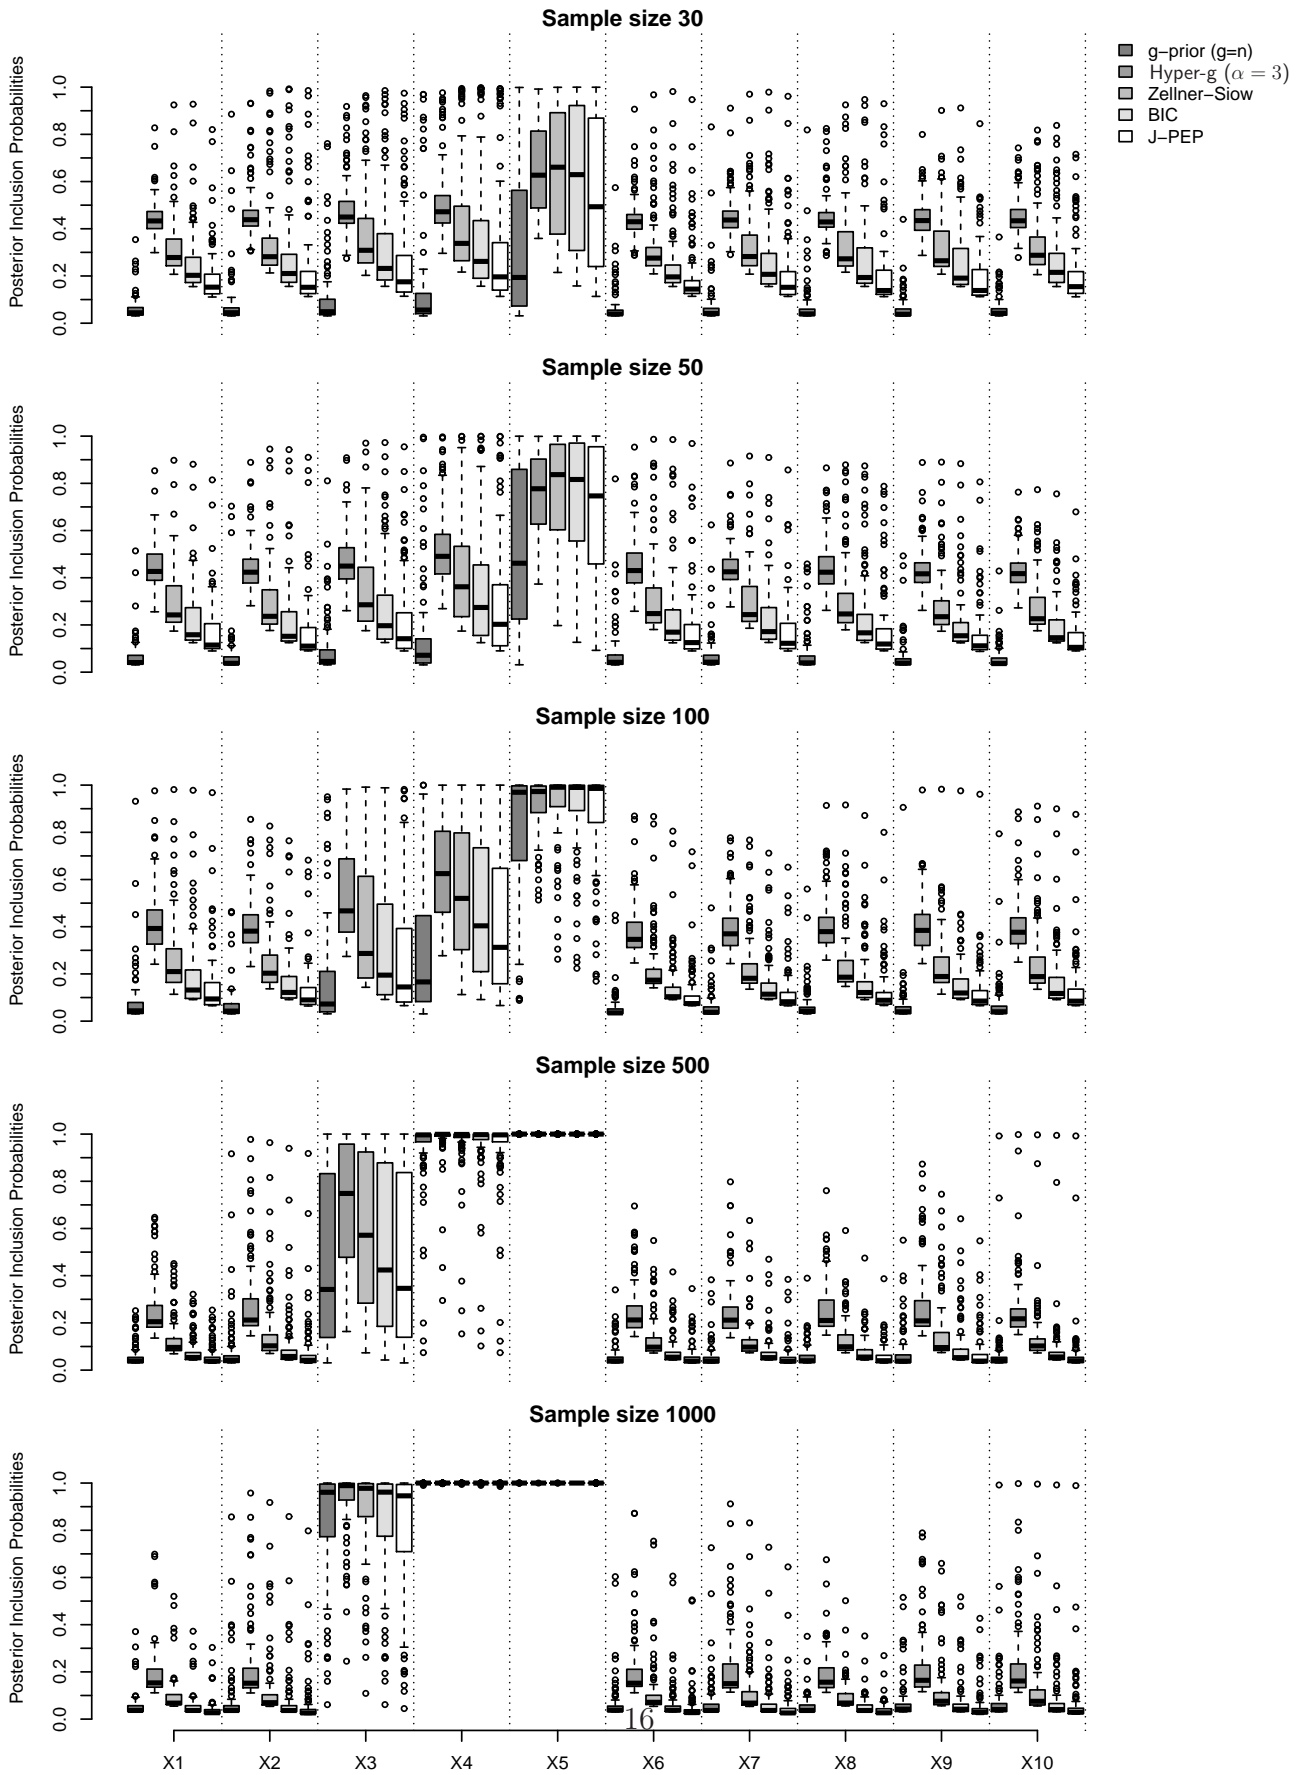 Sample size 30
g−prior (g=n)
Hyper-g (α = 3)
Zellner−Siow
BIC
J−PEP
Posterior Inclusion Probabilities
0.0 0.2 0.4 0.6 0.8 1.0
Sample size 50
Posterior Inclusion Probabilities
0.0 0.2 0.4 0.6 0.8 1.0
Sample size 100
Posterior Inclusion Probabilities
0.0 0.2 0.4 0.6 0.8 1.0
Sample size 500
Posterior Inclusion Probabilities
0.0 0.2 0.4 0.6 0.8 1.0
Sample size 1000
Posterior Inclusion Probabilities
0.0 0.2 0.4 0.6 0.8 1.0
16
X1 X2 X3 X4 X5 X6 X7 X8 X9 X10